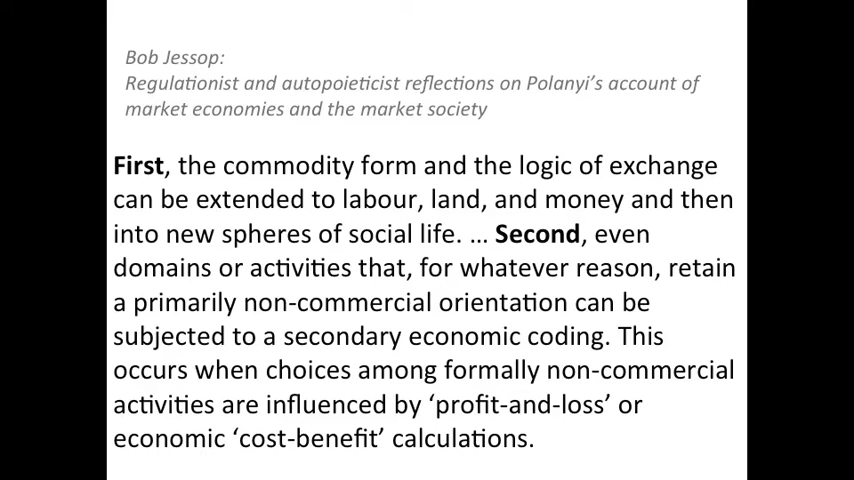 Bob Jessop:
Regulationist and autopoieticist reflections on Polanyi’s account of
market economies and the market society
First, the commodity form and the logic of exchange
can be extended to labour, land, and money and then
into new spheres of social life. … Second, even
domains or activities that, for whatever reason, retain
a primarily non-commercial orientation can be
subjected to a secondary economic coding. This
occurs when choices among formally non-commercial
activities are influenced by ‘profit-and-loss’ or
economic ‘cost-benefit’ calculations.